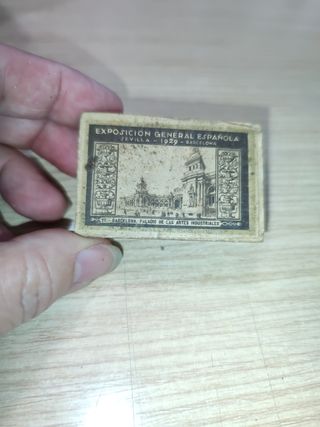 EXPOSICION GENERAL ESPAÑOLA
SEVILLA - 1929 - BARCELONA
BARCELONA. PALACIO DE LAS ARTES INDUSTRIALES